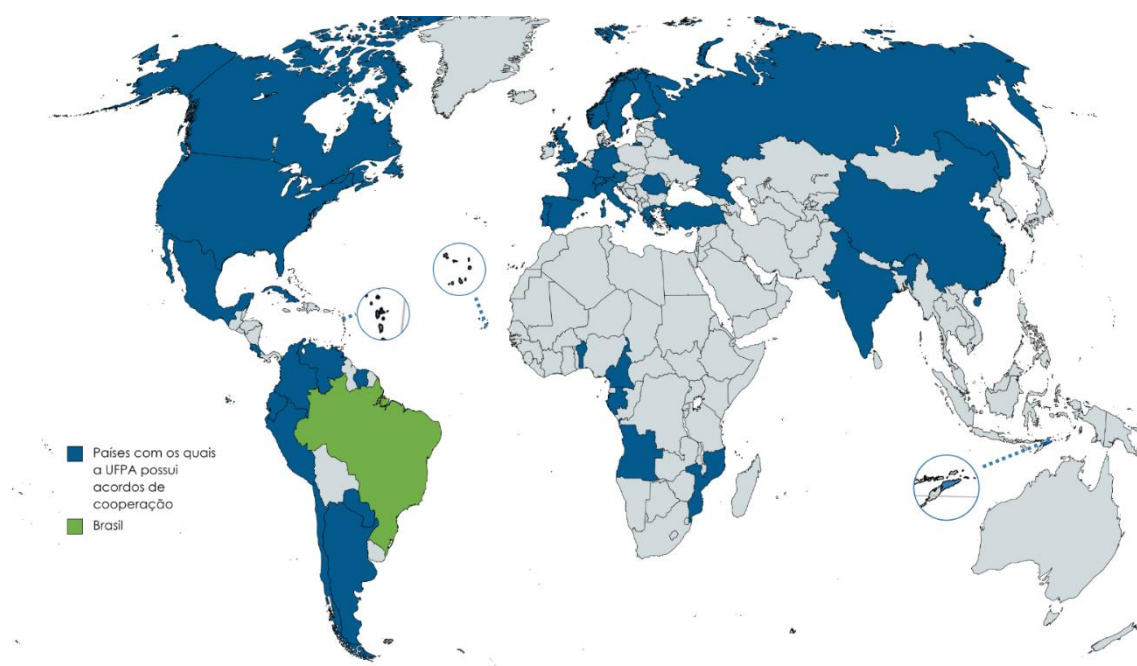 Países com os quais
a UFPA possui
acordos de
cooperação
Brasil